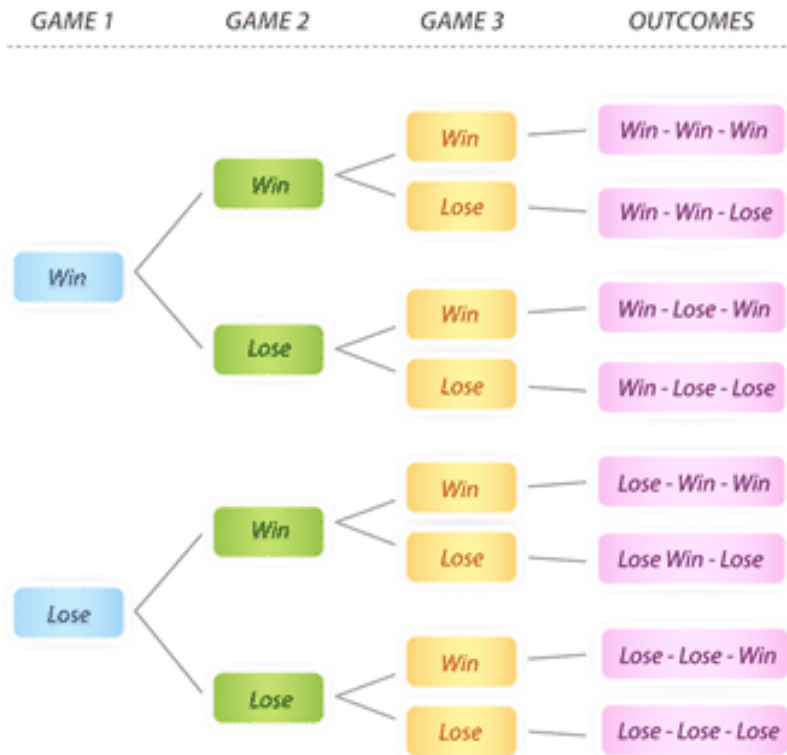 GAME 1 GAME 2 GAME 3 OUTCOMES
Win
Win - Win - Win
Win
Lose
Win - Win - Lose
Win
Lose
Win
Win - Lose - Win
Lose
Win - Lose - Lose
Win
Win
Lose - Win - Win
Lose
Lose Win - Lose
Lose
Lose
Win
Lose - Lose - Win
Lose
Lose - Lose - Lose